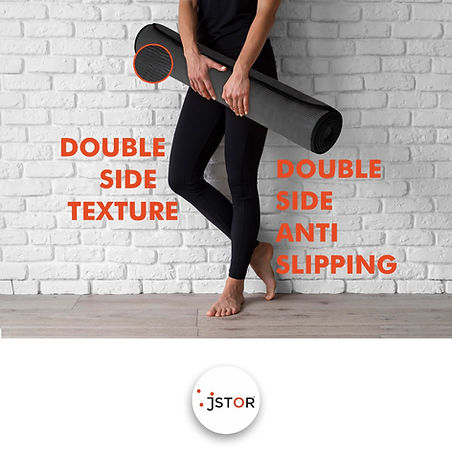 DOUBLE
SIDE
TEXTURE
DOUBLE
SIDE
ANTI
SLIPPING
jSTOR